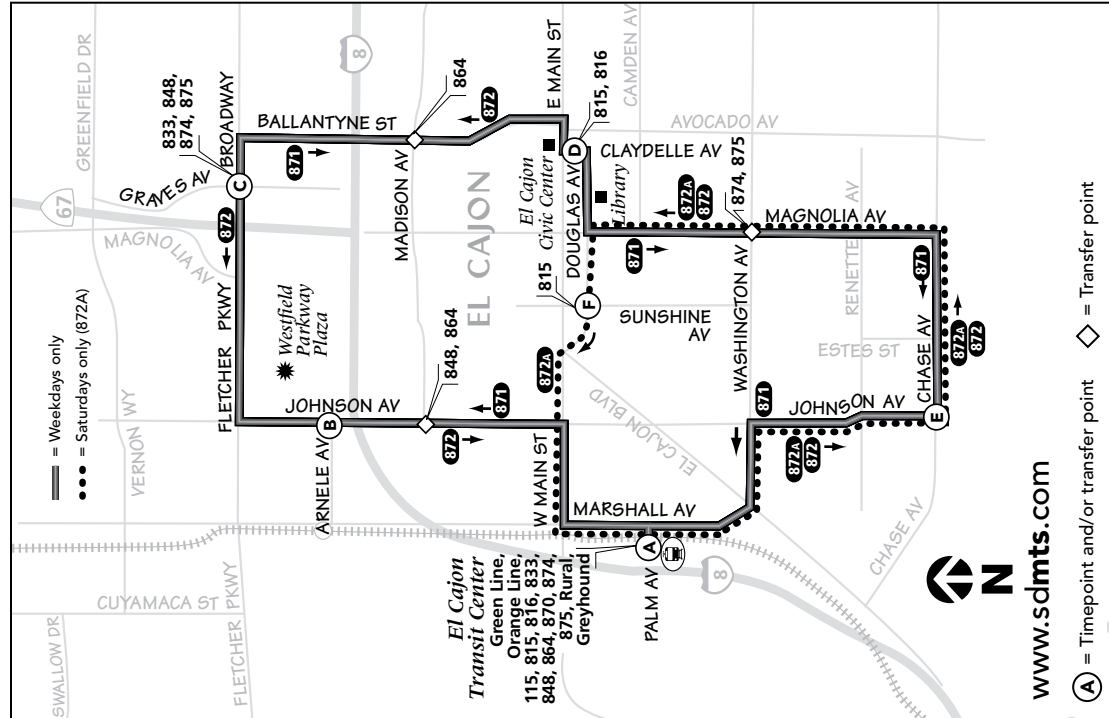 = Weekdays only
= Saturdays only (872A)
SWALLOW DR
CUYAMACA ST
FLETCHER PKWY
VERNON WY
GREENFIELD DR
67
MAGNOLIA AV
GRAVES AV
833, 848,
874, 875
C
FLETCHER PKWY
872
BROADWAY
Westfield
Parkway
Plaza
871
BALLANTYNE ST
8
ARNELE AV
B
JOHNSON AV
848, 864
872
871
MADISON AV
864
872
EL CAJON
El Cajon
Transit Center
Green Line,
Orange Line,
115, 815, 816, 833,
848, 864, 870, 874,
875, Rural,
Greyhound
W MAIN ST
872A
815
F
El Cajon
Civic Center
DOUGLAS AV
D
E MAIN ST
815, 816
Library
CLAYDELLE AV
CAMDEN AV
AVOCADO AV
PALM AV
A
MARSHALL AV
EL CAJON BLVD
SUNSHINE
AV
871
872A
872
8
WASHINGTON AV
874, 875
MAGNOLIA AV
871
872A
872
JOHNSON AV
ESTES ST
RENETTE AV
CHASE AV
E
CHASE AV
871
872A
872
N
www.sdmts.com
A = Timepoint and/or transfer point
= Transfer point